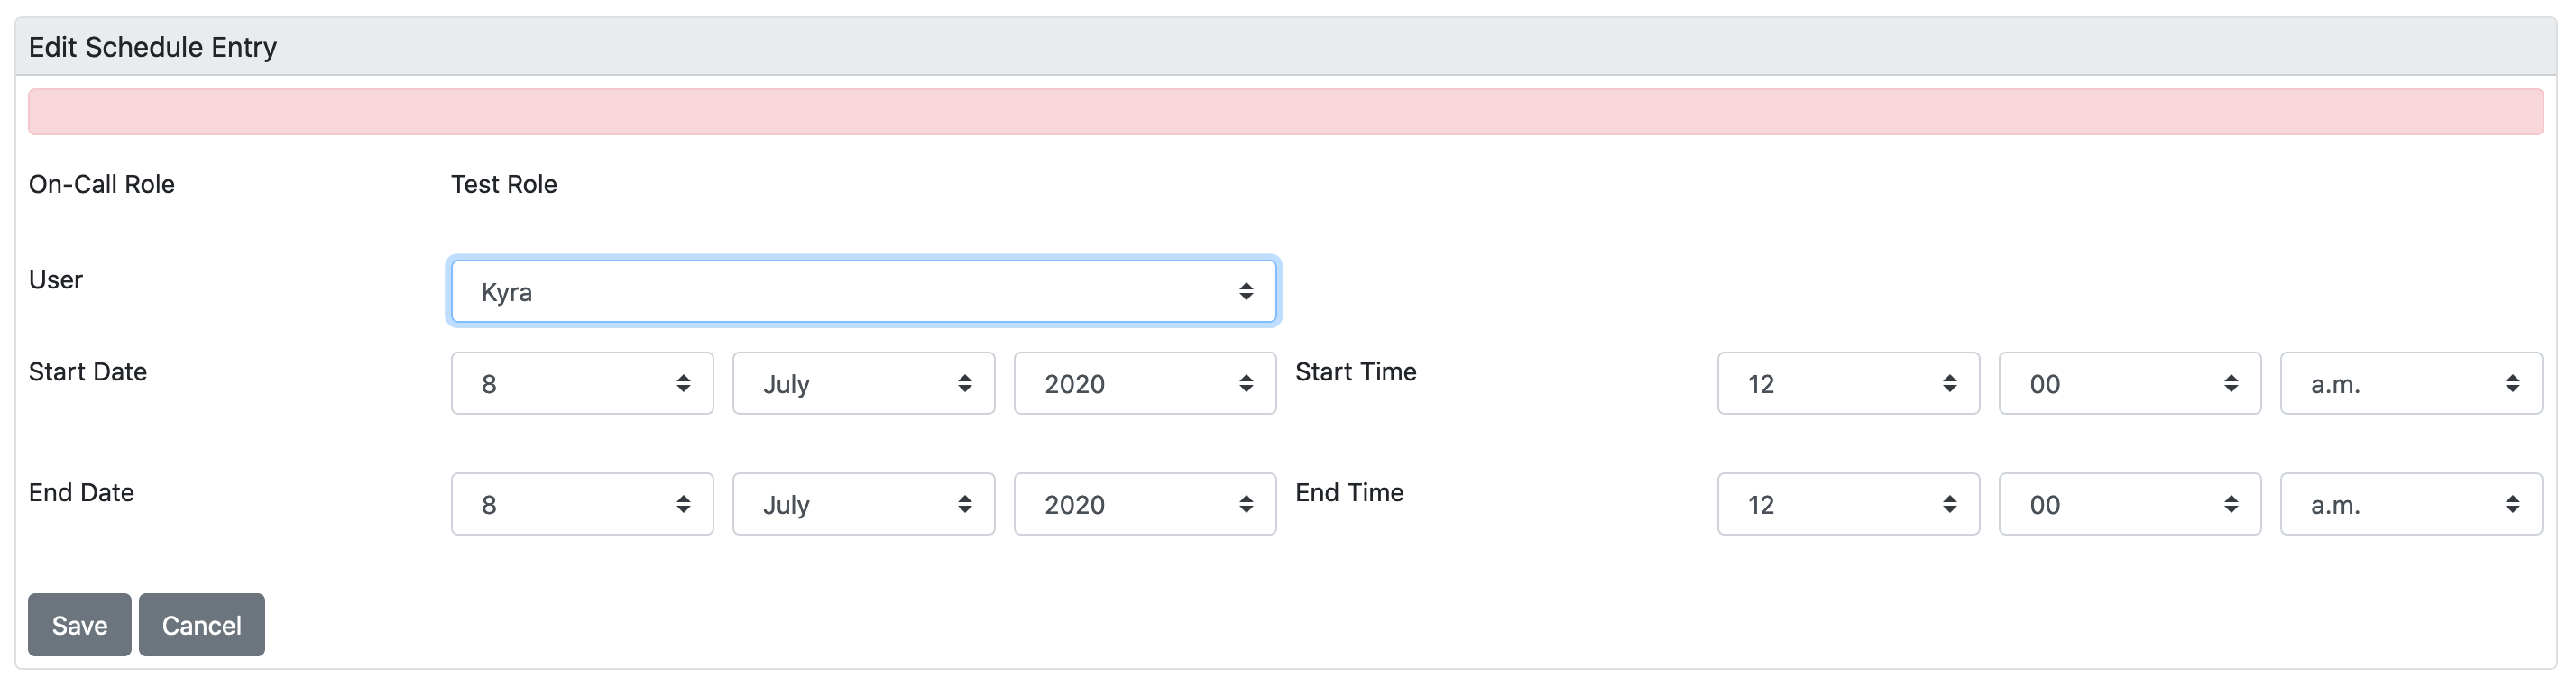 Edit Schedule Entry
On-Call Role Test Role
User Kyra
Start Date 8 July 2020 Start Time 12 00 a.m.
End Date 8 July 2020 End Time 12 00 a.m.
Save Cancel